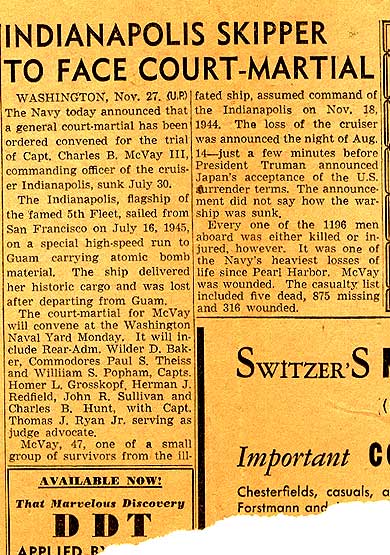 INDIANAPOLIS SKIPPER
TO FACE COURT-MARTIAL
WASHINGTON, Nov. 27. (U.P.)
The Navy today announced that
a general court-martial has been
ordered convened for the trial
of Capt. Charles B. McVay III,
commanding officer of the cruis-
er Indianapolis, sunk July 30.
The Indianapolis, flagship of
the famed 5th Fleet, sailed from
San Francisco on July 16, 1945,
on a special high-speed run to
Guam carrying atomic bomb
material. The ship delivered
her historic cargo and was lost
after departing from Guam.
The court-martial for McVay
will convene at the Washington
Naval Yard Monday. It will in-
clude Rear-Adm. Wilder D. Bak-
er, Commodores Paul S. Theiss
and Williiam S. Popham, Capts.
Homer L. Grosskopf, Herman J.
Redfield, John R. Sullivan and
Charles B. Hunt, with Capt.
Thomas J. Ryan Jr. serving as
judge advocate.
McVay, 47, one of a small
group of survivors from the ill-
fated ship, assumed command of
the Indianapolis on Nov. 18,
1944. The loss of the cruiser
was announced the night of Aug.
14—just a few minutes before
President Truman announced
Japan's acceptance of the U.S.
surrender terms. The announce-
ment did not say how the war-
ship was sunk.
Every one of the 1196 men
aboard was either killed or in-
jured, however. It was one of
the Navy's heaviest losses of
life since Pearl Harbor. McVay
was wounded. The casualty list
included five dead, 875 missing
and 316 wounded.
AVAILABLE NOW!
That Marvelous Discovery
DDT
APPLIED BY
SWITZER'S
Important CO
Chesterfields, casuals, a
Forstmann and